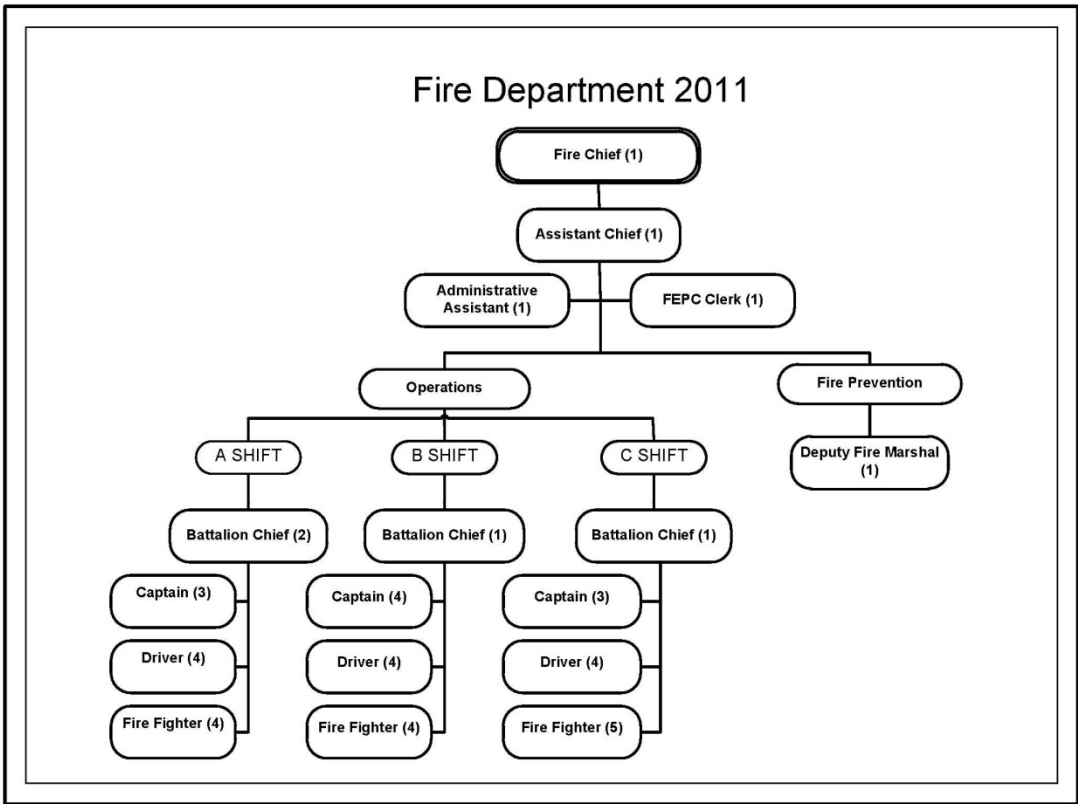 Fire Department 2011
Fire Chief (1)
Assistant Chief (1)
Administrative
Assistant (1)
FEPC Clerk (1)
Operations
Fire Prevention
A SHIFT
B SHIFT
C SHIFT
Deputy Fire Marshal
(1)
Battalion Chief (2)
Battalion Chief (1)
Battalion Chief (1)
Captain (3)
Captain (4)
Captain (3)
Driver (4)
Driver (4)
Driver (4)
Fire Fighter (4)
Fire Fighter (4)
Fire Fighter (5)